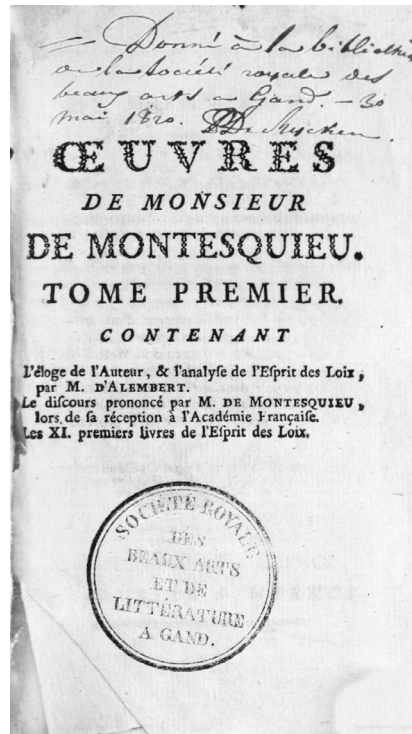 Donné à la bibliothè
de la société royale des
beaux arts à Gand. — 30
mai 1820.
ŒUVRES
DE MONSIEUR
DE MONTESQUIEU.
TOME PREMIER.
CONTENANT
L'éloge de l'Auteur, & l'analyſe de l'Eſprit des Loix,
par M. D'ALEMBERT.
Le diſcours prononcé par M. DE MONTESQUIEU,
lors de ſa réception à l'Académie Françaiſe.
Les XI. premiers livres de l'Eſprit des Loix.
SOCIÉTÉ ROYALE
DES
BEAUX ARTS
ET DE
LITTÉRATURE
A GAND.